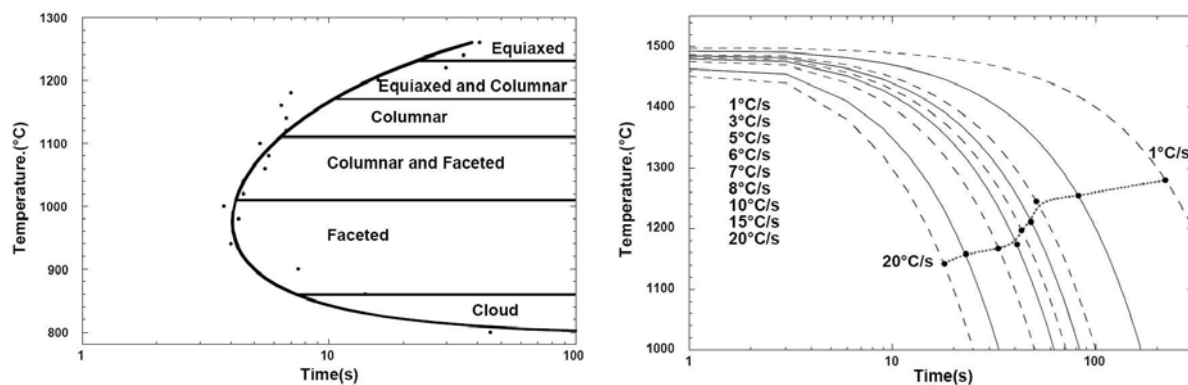 Temperature.(°C)
1300
1200
1100
1000
900
800
1
10
100
Time(s)
Equiaxed
Equiaxed and Columnar
Columnar
Columnar and Faceted
Faceted
Cloud
Temperature.(°C)
1500
1400
1300
1200
1100
1000
1
10
100
Time(s)
1°C/s
3°C/s
5°C/s
6°C/s
7°C/s
8°C/s
10°C/s
15°C/s
20°C/s
1°C/s
20°C/s